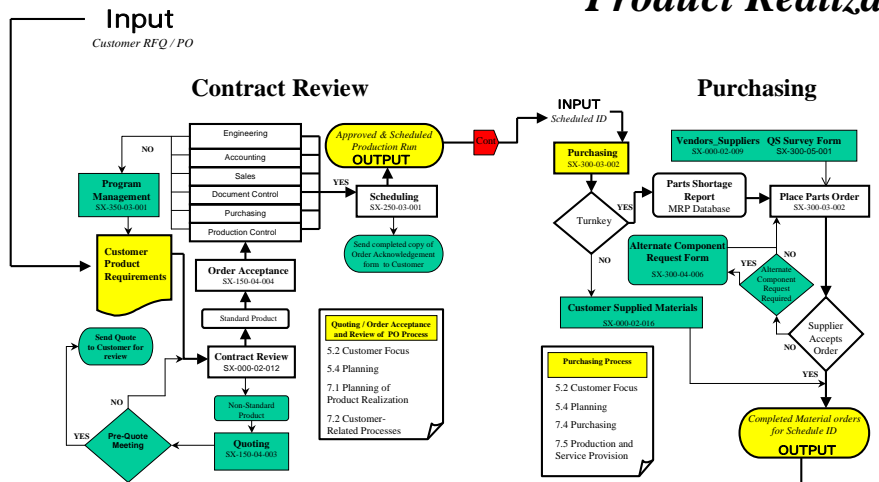 Product Realiza
Input
Customer RFQ / PO
Contract Review
Purchasing
Engineering
Accounting
Sales
Document Control
Purchasing
Production Control
NO
Program
Management
SX-350-03-001
Customer
Product
Requirements
Approved & Scheduled
Production Run
OUTPUT
Cont
YES
Scheduling
SX-250-03-001
Send completed copy of
Order Acknowledgement
form to Customer
Order Acceptance
SX-150-04-004
Standard Product
Contract Review
SX-000-02-012
Send Quote
to Customer for
review
NO
YES
Pre-Quote
Meeting
Non-Standard
Product
Quoting
SX-150-04-003
Quoting / Order Acceptance
and Review of PO Process
5.2 Customer Focus
5.4 Planning
7.1 Planning of
Product Realization
7.2 Customer-
Related Processes
INPUT
Scheduled ID
Purchasing
SX-300-03-002
Turnkey
YES
NO
Parts Shortage
Report
MRP Database
Vendors_Suppliers QS Survey Form
SX-000-02-009 SX-300-05-001
Place Parts Order
SX-300-03-002
Alternate Component
Request Form
SX-300-04-006
YES
NO
Alternate
Component
Request
Required
Customer Supplied Materials
SX-000-02-016
NO
Supplier
Accepts
Order
YES
Purchasing Process
5.2 Customer Focus
5.4 Planning
7.4 Purchasing
7.5 Production and
Service Provision
Completed Material orders
for Schedule ID
OUTPUT